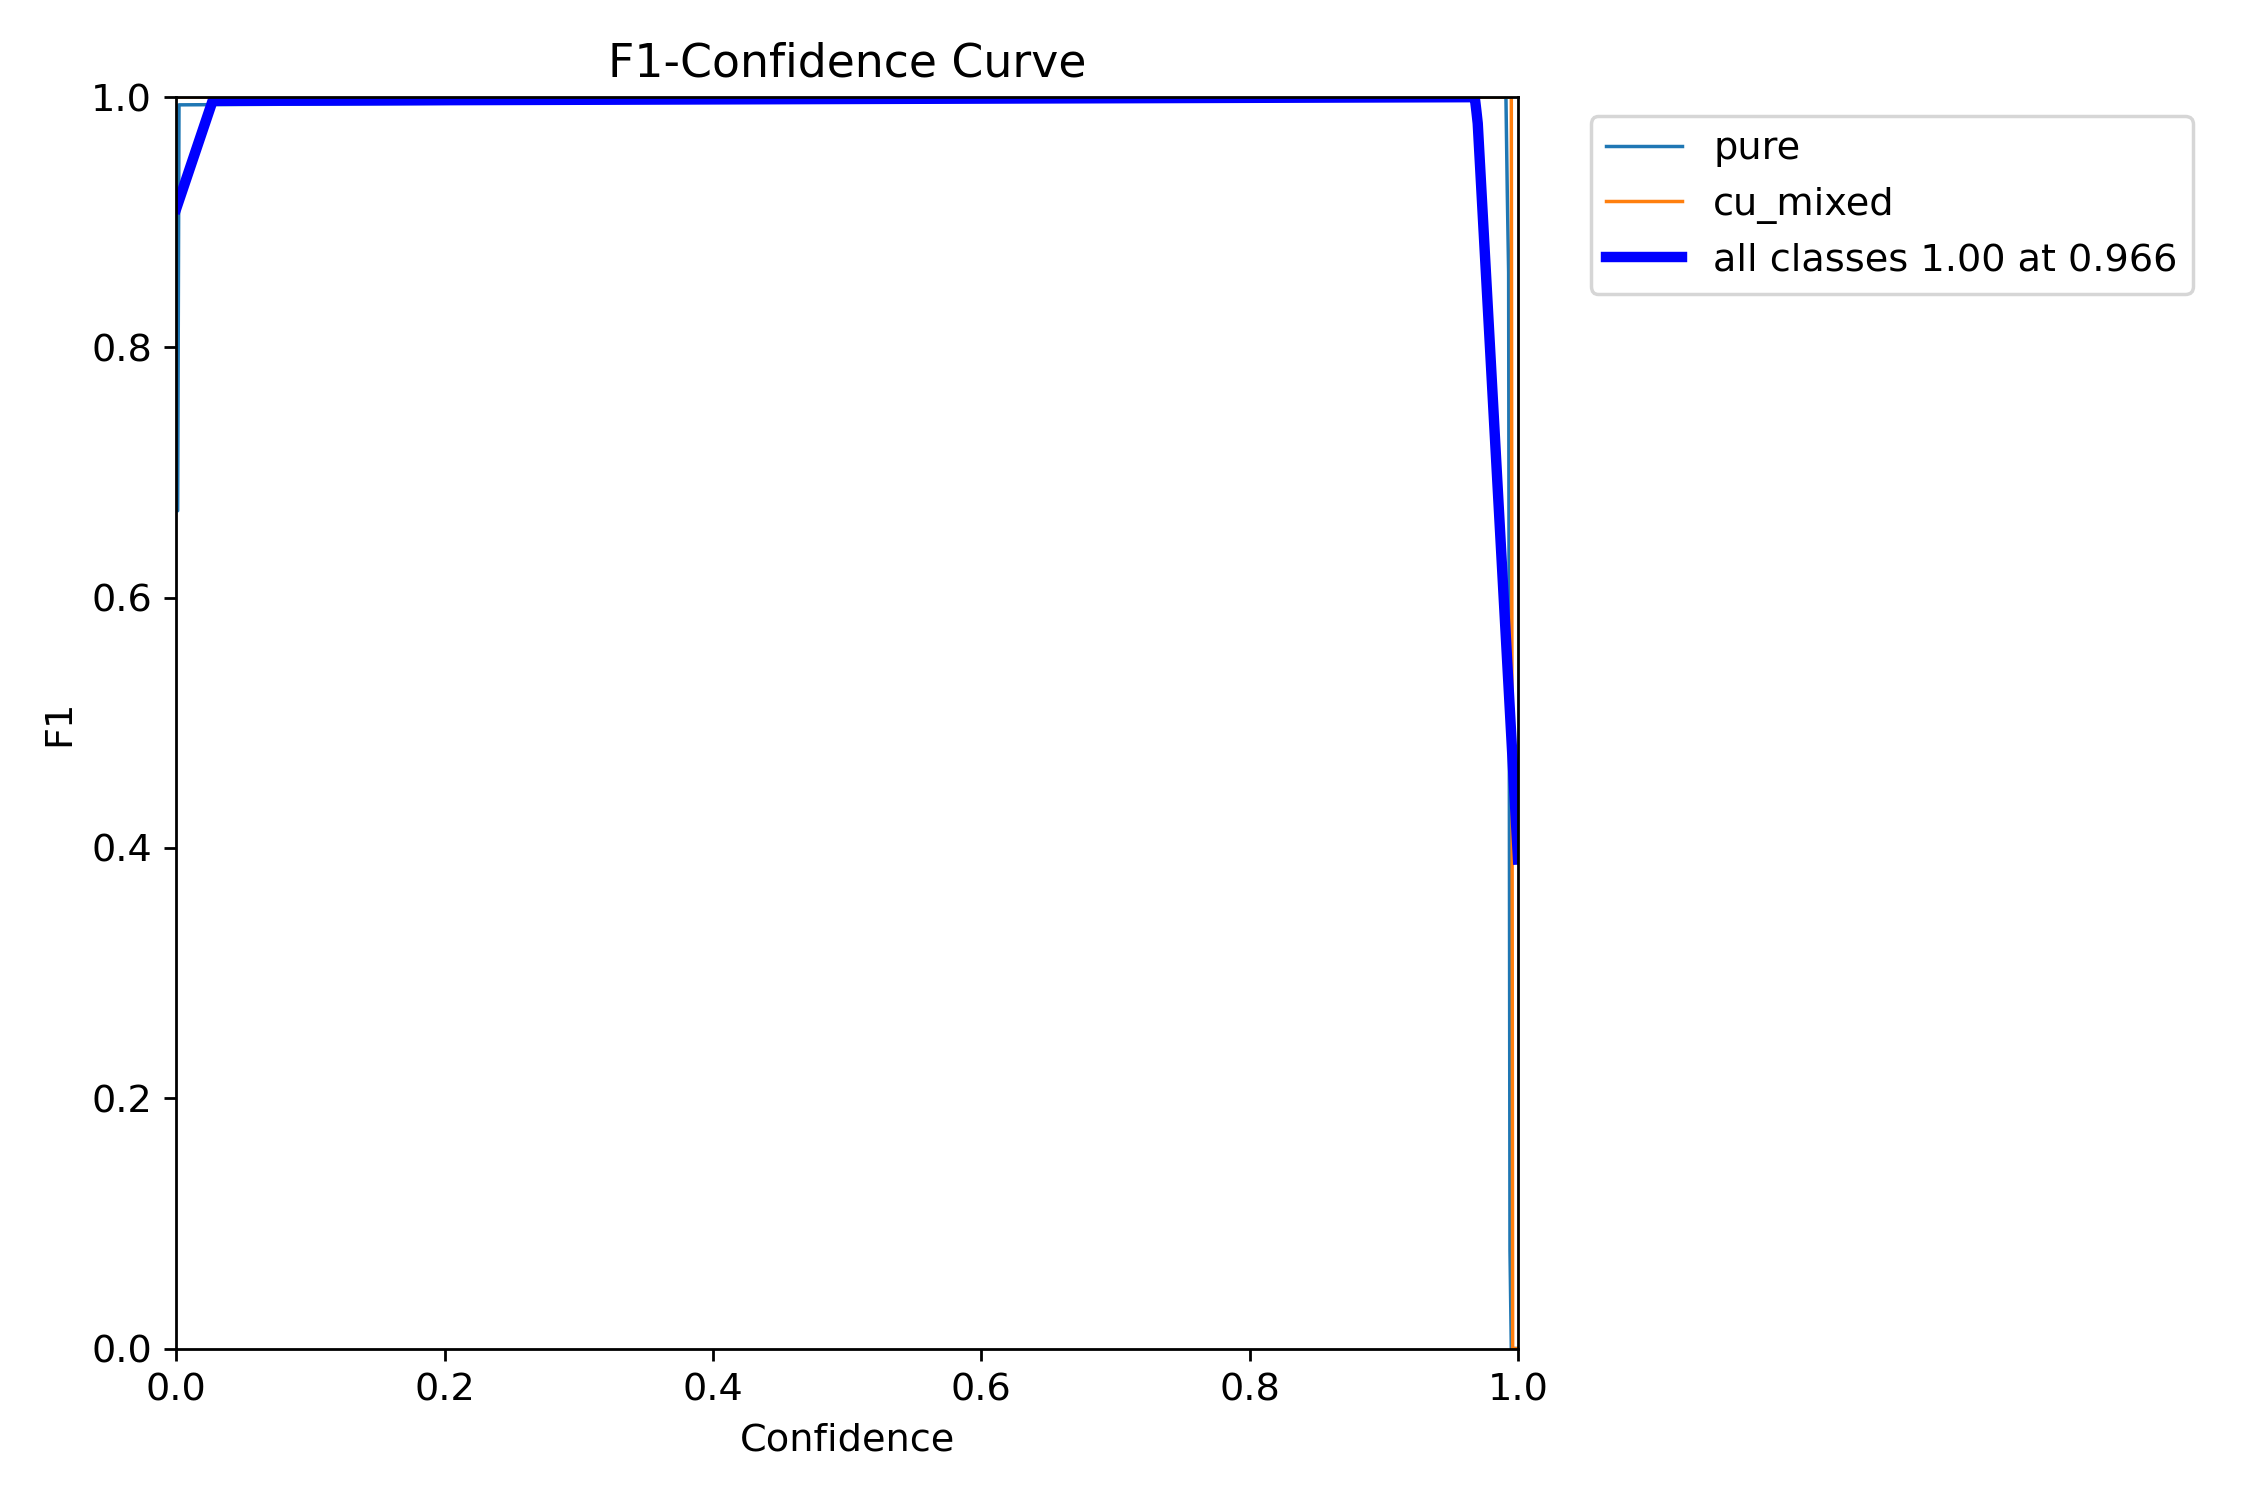 F1-Confidence Curve
1.0
0.8
0.6
0.4
0.2
0.0
F1
0.0 0.2 0.4 0.6 0.8 1.0
Confidence
pure
cu_mixed
all classes 1.00 at 0.966